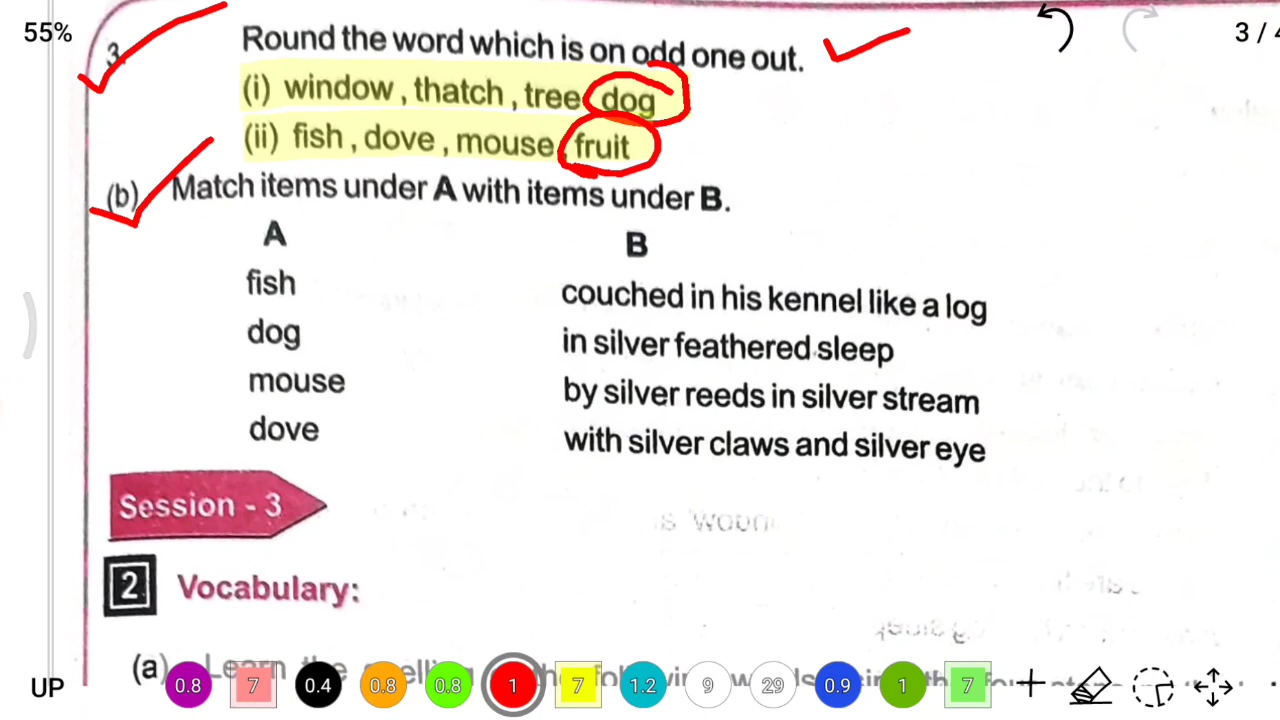 55%
3 / 4
3. Round the word which is on odd one out.
(i) window , thatch , tree dog
(ii) fish , dove , mouse , fruit
(b) Match items under A with items under B.
A B
fish couched in his kennel like a log
dog in silver feathered sleep
mouse by silver reeds in silver stream
dove with silver claws and silver eye
Session - 3
2 Vocabulary:
(a) Learn the
UP 0.8 7 0.4 0.8 0.8 1 7 1.2 9 29 0.9 1 7